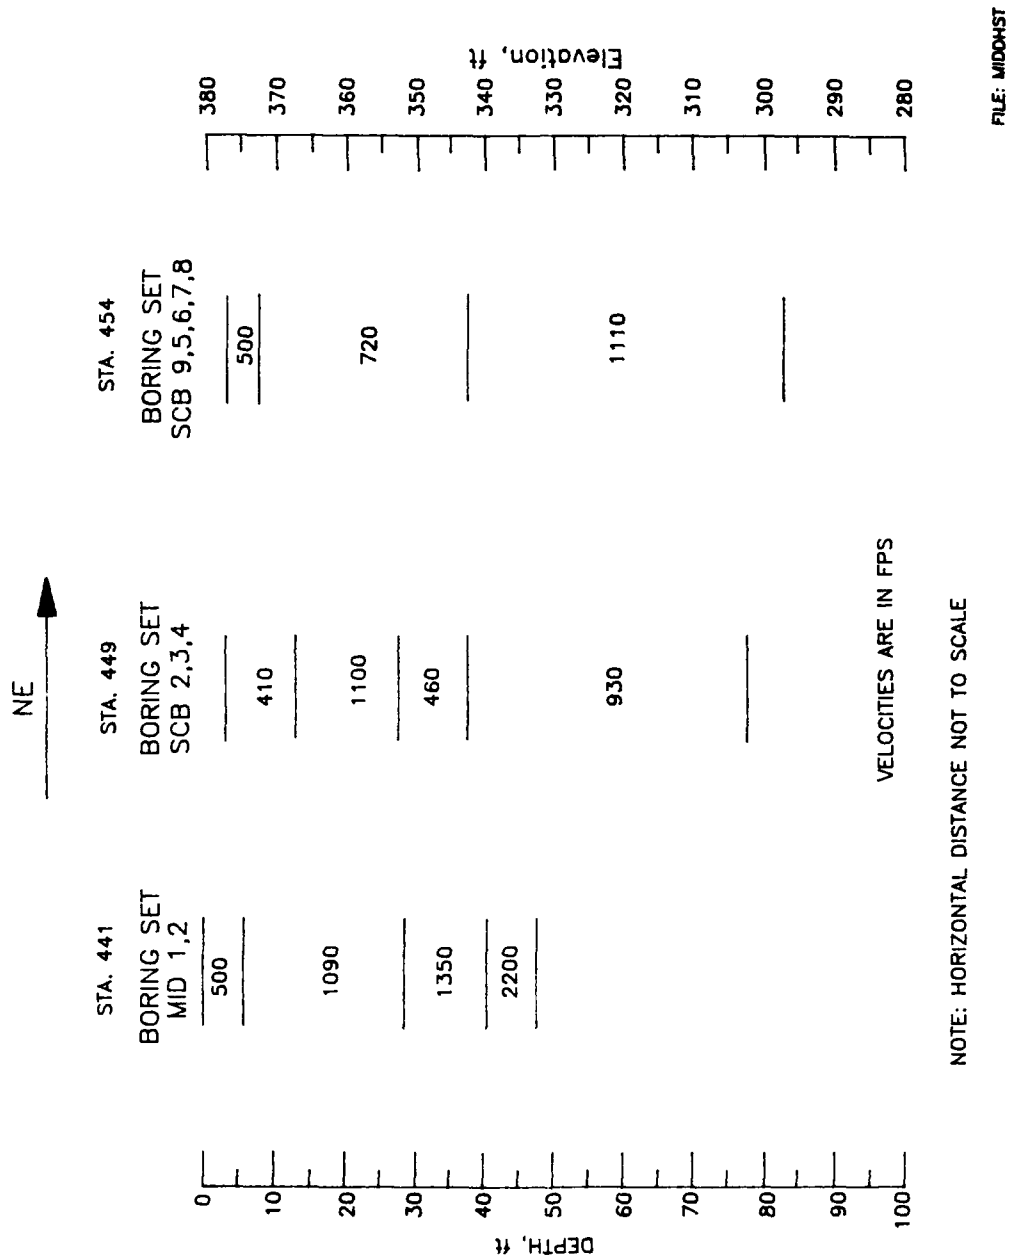 NE
STA. 441
BORING SET
MID 1,2
STA. 449
BORING SET
SCB 2,3,4
STA. 454
BORING SET
SCB 9,5,6,7,8
DEPTH, ft
0
10
20
30
40
50
60
70
80
90
100
500
1090
1350
2200
410
1100
460
930
500
720
1110
380
370
360
350
340
330
320
310
300
290
280
Elevation, ft
VELOCITIES ARE IN FPS
NOTE: HORIZONTAL DISTANCE NOT TO SCALE
FILE: MIDDHST